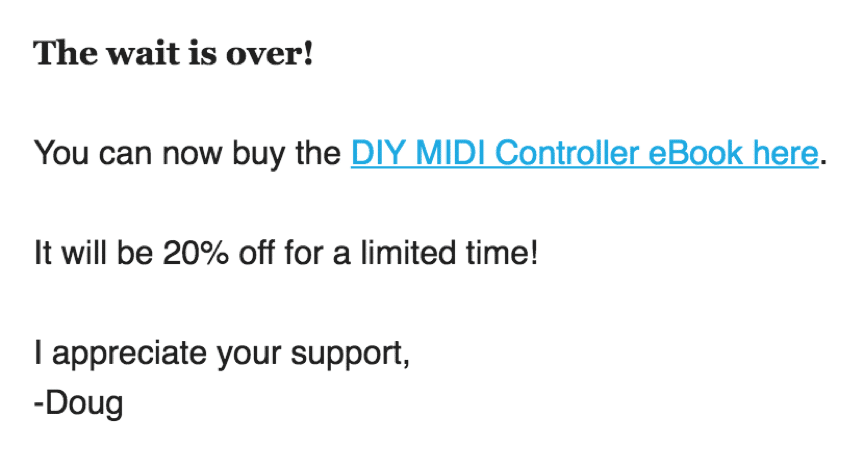 The wait is over!
You can now buy the DIY MIDI Controller eBook here.
It will be 20% off for a limited time!
I appreciate your support,
-Doug